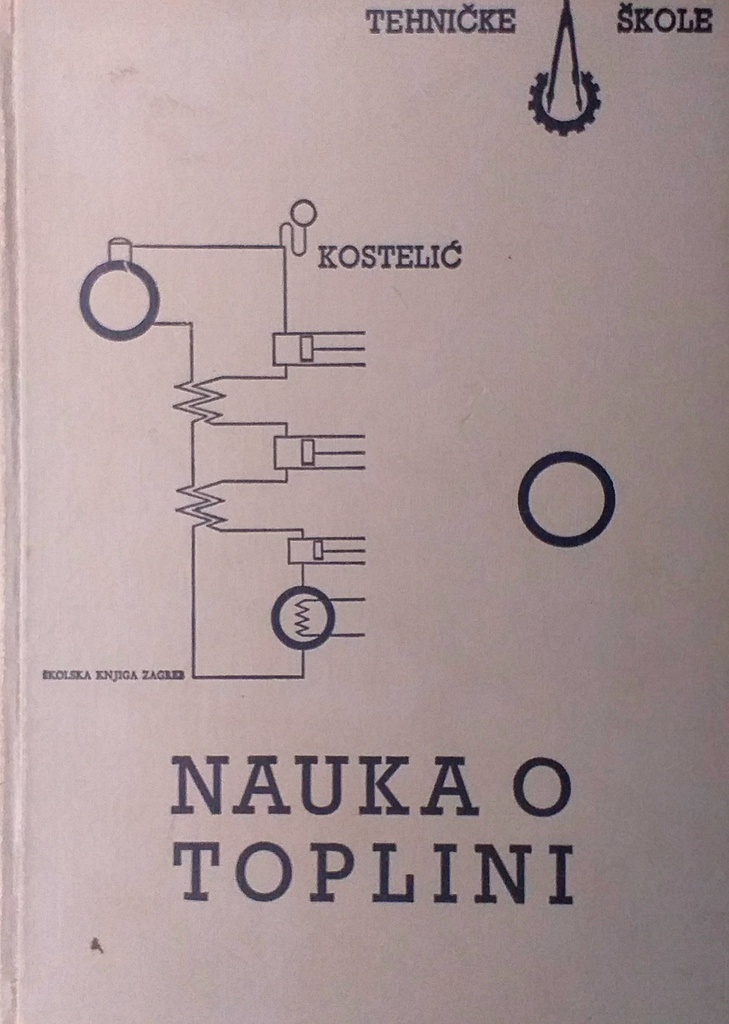 TEHNIČKE ŠKOLE
KOSTELIĆ
ŠKOLSKA KNJIGA ZAGREB
NAUKA O
TOPLINI